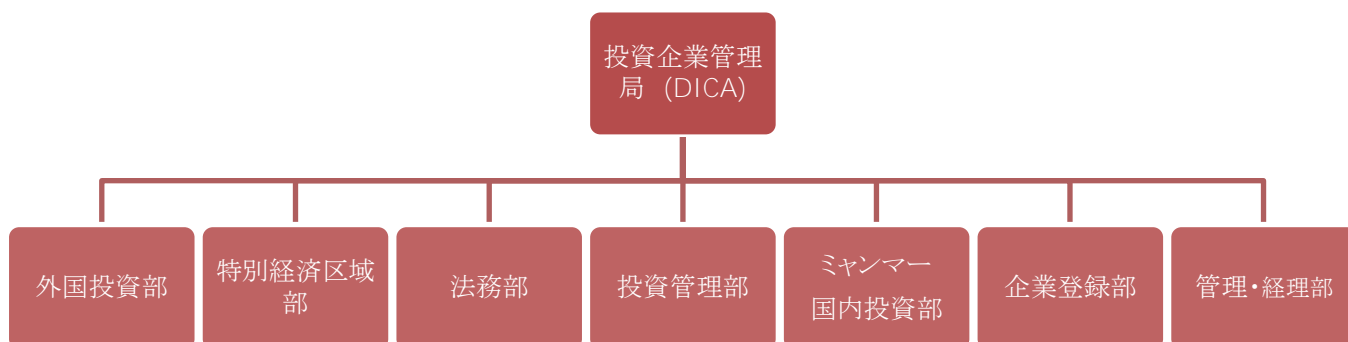 投資企業管理
局 (DICA)
外国投資部
特別経済区域
部
法務部
投資管理部
ミャンマー
国内投資部
企業登録部
管理・経理部